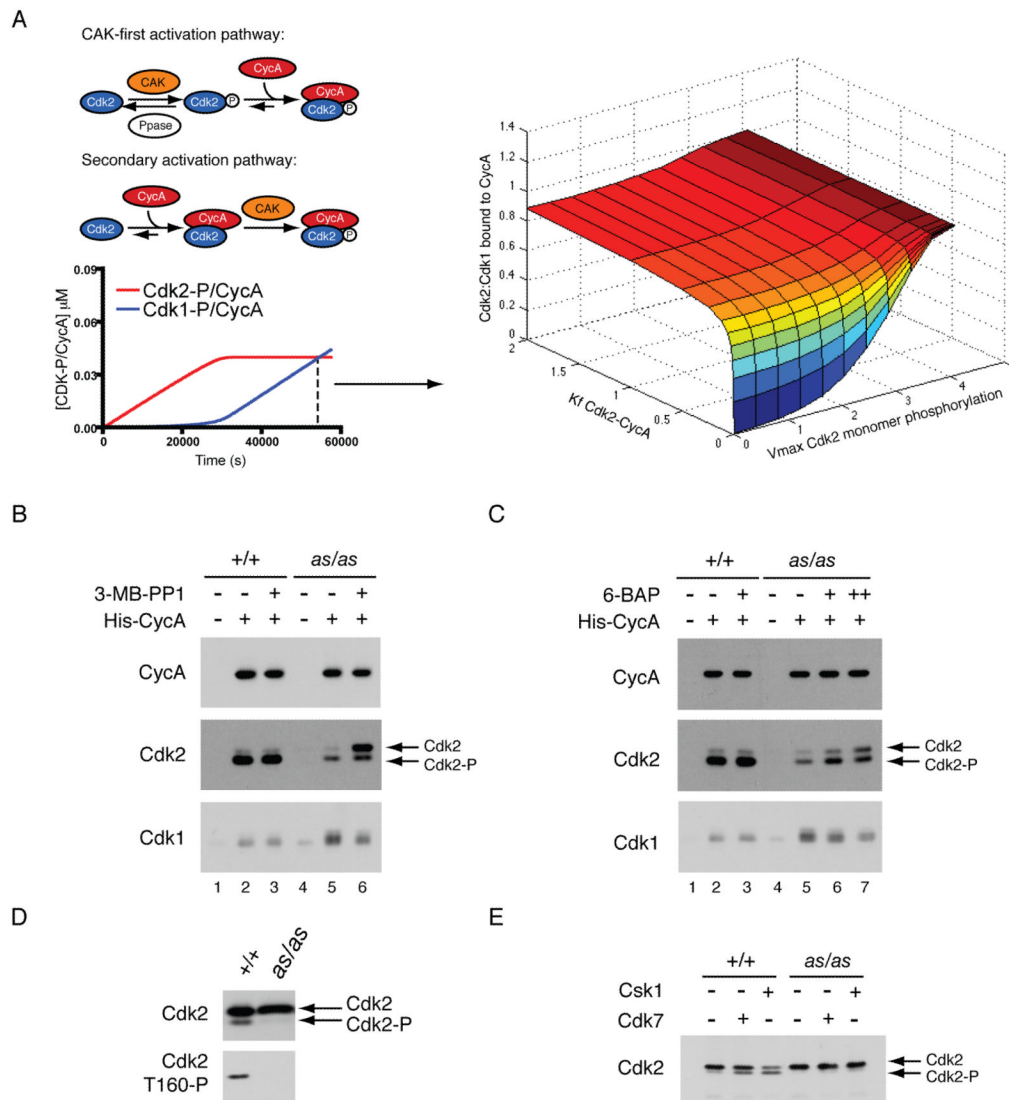 A
CAK-first activation pathway:
CAK
CycA
Cdk2
Cdk2
P
CycA
Cdk2
P
Ppase
Secondary activation pathway:
CycA
CAK
Cdk2
CycA
Cdk2
CycA
Cdk2
P
[CDK-P/CycA] µM
0.09
0.06
0.03
0.00
Cdk2-P/CycA
Cdk1-P/CycA
0 20000 40000 60000
Time (s)
Cdk2:Cdk1 bound to CycA
1.4
1.2
1
0.8
0.6
0.4
0.2
0
2
1.5
1
0.5
0
Kf Cdk2-CycA
0
1
2
3
4
Vmax Cdk2 monomer phosphorylation
B
+/+ as/as
3-MB-PP1 - - + - - +
His-CycA - + + - + +
CycA
Cdk2
Cdk2
Cdk2-P
Cdk1
1 2 3 4 5 6
C
+/+ as/as
6-BAP - - + - - + ++
His-CycA - + + - + + +
CycA
Cdk2
Cdk2
Cdk2-P
Cdk1
1 2 3 4 5 6 7
D
+/+ as/as
Cdk2
Cdk2
Cdk2-P
Cdk2
T160-P
E
+/+ as/as
Csk1 - - + - - +
Cdk7 - + - - + -
Cdk2
Cdk2
Cdk2-P